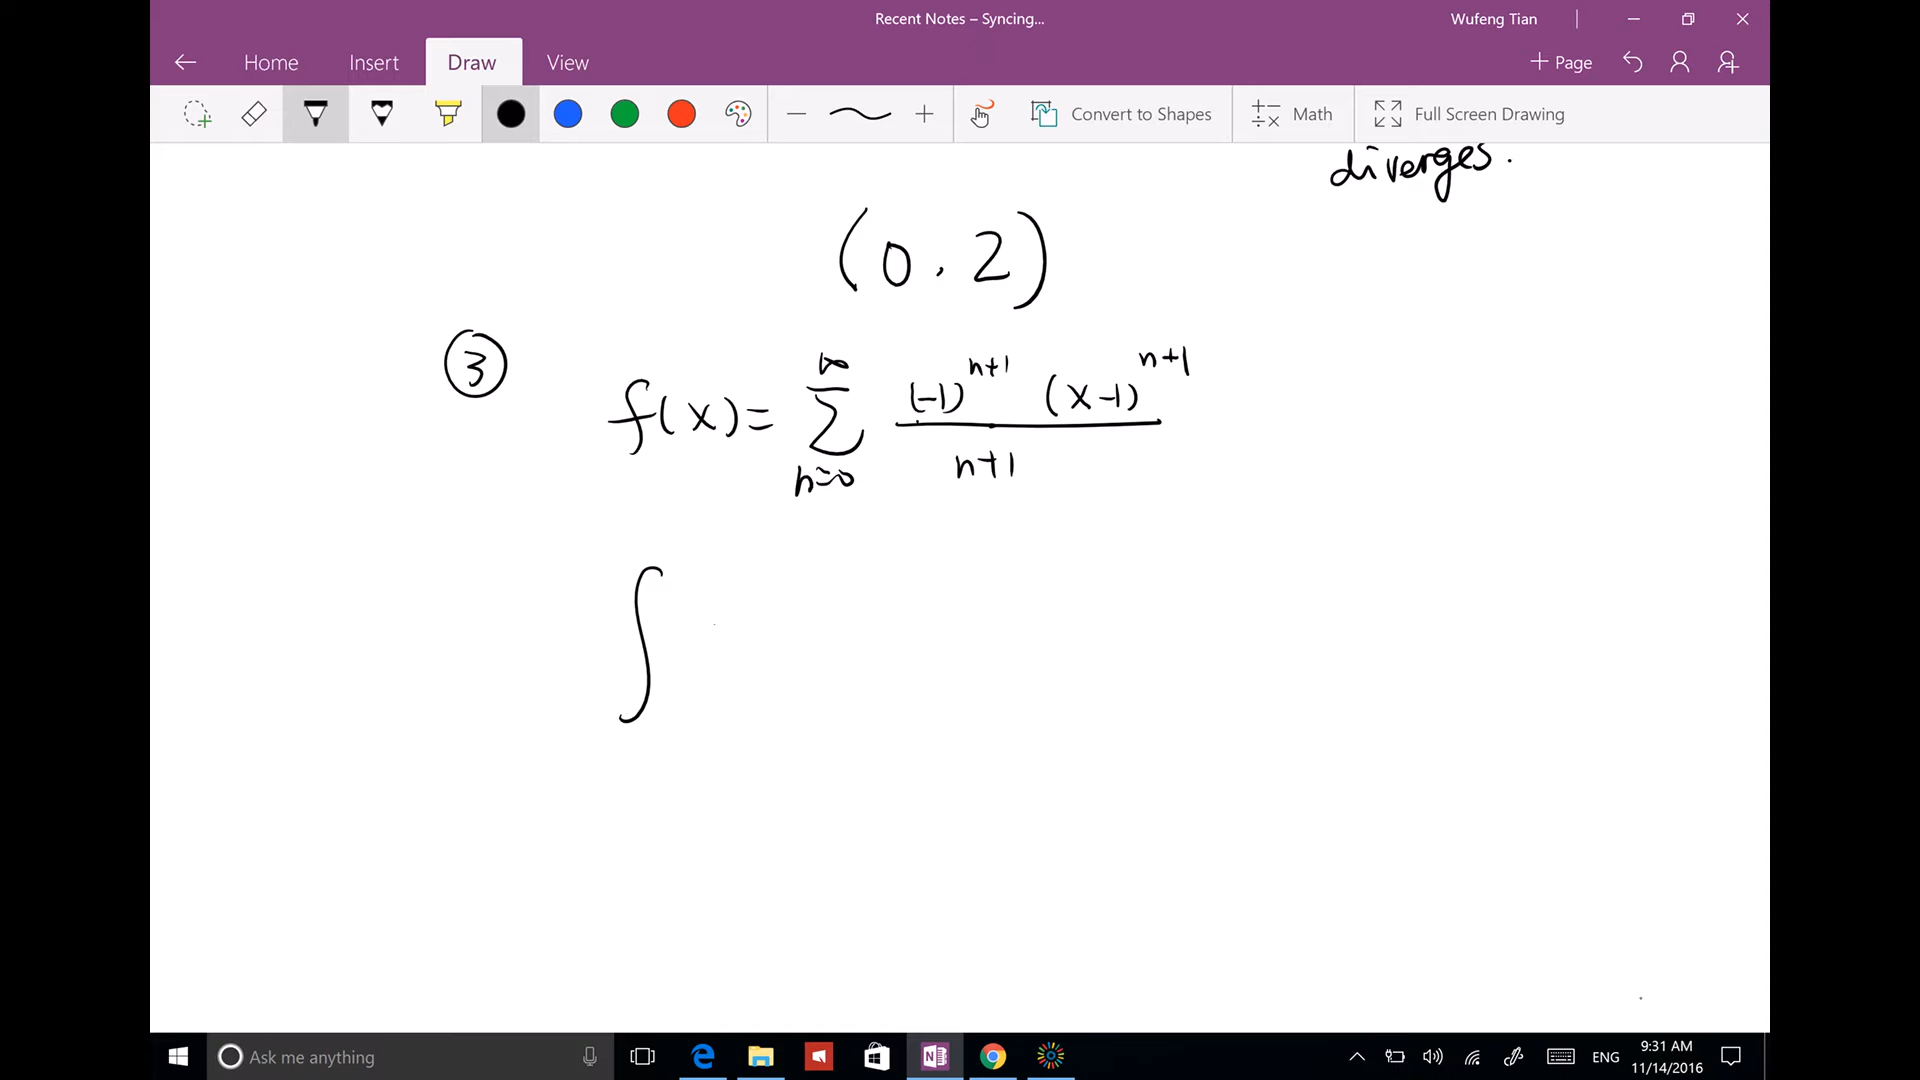 Recent Notes – Syncing...
Wufeng Tian
Home Insert Draw View
Page
Convert to Shapes
Math
Full Screen Drawing
diverges.
(0, 2)
③ f(x) = ∑_{n=0}^{∞} \frac{(-1)^{n+1} (x-1)^{n+1}}{n+1}
∫
Ask me anything
ENG
9:31 AM
11/14/2016